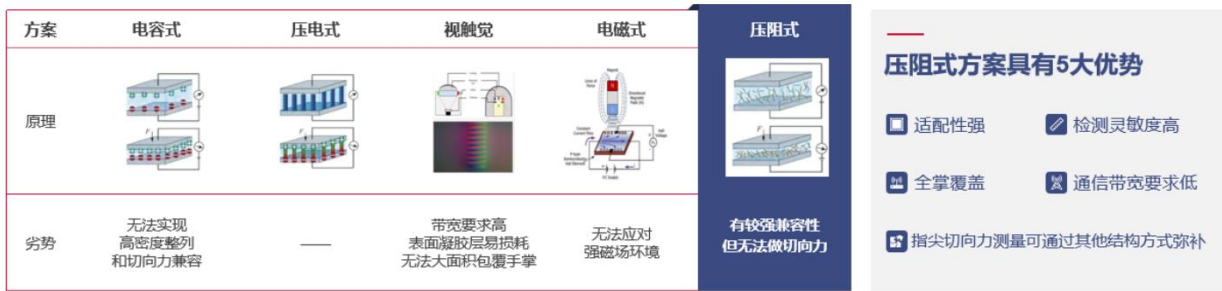 方案
电容式
压电式
视触觉
电磁式
压阻式
原理
劣势
无法实现
高密度整列
和切向力兼容
——
带宽要求高
表面凝胶层易损耗
无法大面积包覆手掌
无法应对
强磁场环境
有较强兼容性
但无法做切向力
压阻式方案具有5大优势
适配性强
检测灵敏度高
全掌覆盖
通信带宽要求低
指尖切向力测量可通过其他结构方式弥补